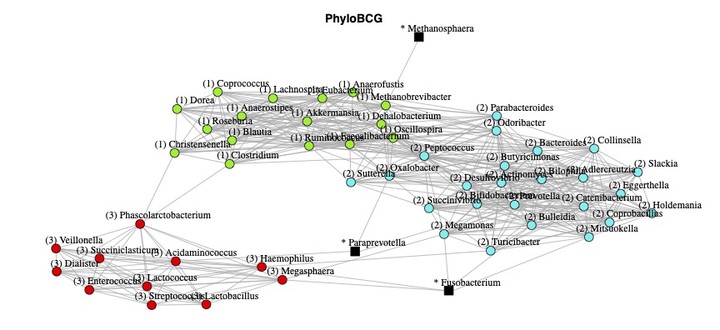 PhyloBCG
* Methanosphaera
(1) Coprococcus
(1) Anaerofustis
(1) Lachnospira
(1) Eubacterium
(1) Dorea
(1) Methanobrevibacter
(1) Anaerostipes
(1) Akkermansia
(1) Dehalobacterium
(1) Roseburia
(1) Blautia
(1) Oscillospira
(1) Ruminococcus
(1) Faecalibacterium
(1) Christensenella
(1) Clostridium
(2) Parabacteroides
(2) Odoribacter
(2) Bacteroides
(2) Collinsella
(2) Peptococcus
(2) Butyricimonas
(2) Slackia
(2) Oxalobacter
(2) Sutterella
(2) Desulfovibrio
(2) Actinomyces
(2) Bilophila
(2) Adlercreutzia
(2) Eggerthella
(2) Bifidobacterium
(2) Prevotella
(2) Catenibacterium
(2) Succinivibrio
(2) Holdemania
(2) Coprobacillus
(2) Bulleidia
(2) Megamonas
(2) Mitsuokella
(2) Turicibacter
(3) Phascolarctobacterium
* Paraprevotella
(3) Veillonella
(3) Succiniclasticum
(3) Acidaminococcus
(3) Dialister
(3) Haemophilus
(3) Megasphaera
(3) Enterococcus
(3) Lactococcus
* Fusobacterium
(3) Streptococcus
(3) Lactobacillus